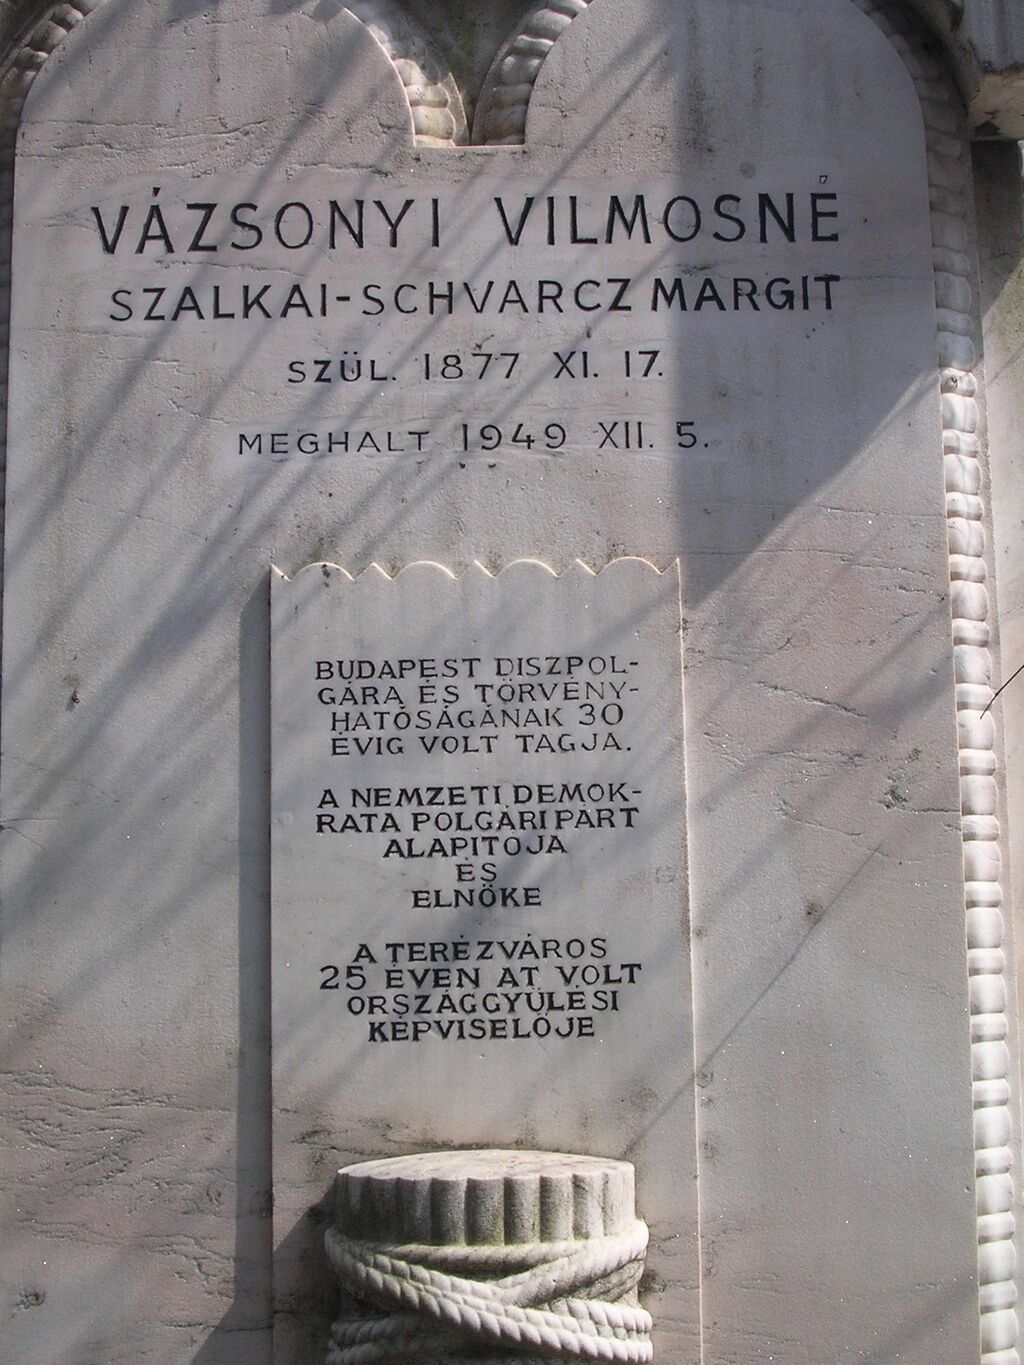 VÁZSONYI VILMOSNÉ
SZALKAI-SCHVARCZ MARGIT
SZÜL. 1877 XI. 17.
MEGHALT 1949 XII. 5.
BUDAPEST DISZPOL-
GÁRA ÉS TÖRVÉNY-
HATÓSÁGÁNAK 30
ÉVIG VOLT TAGJA.
A NEMZETI DEMOK-
RATA POLGÁRI PÁRT
ALAPITÓJA
ÉS
ELNÖKE
A TERÉZVÁROS
25 ÉVEN ÁT VOLT
ORSZÁGGYÜLÉSI
KÉPVISELŐJE